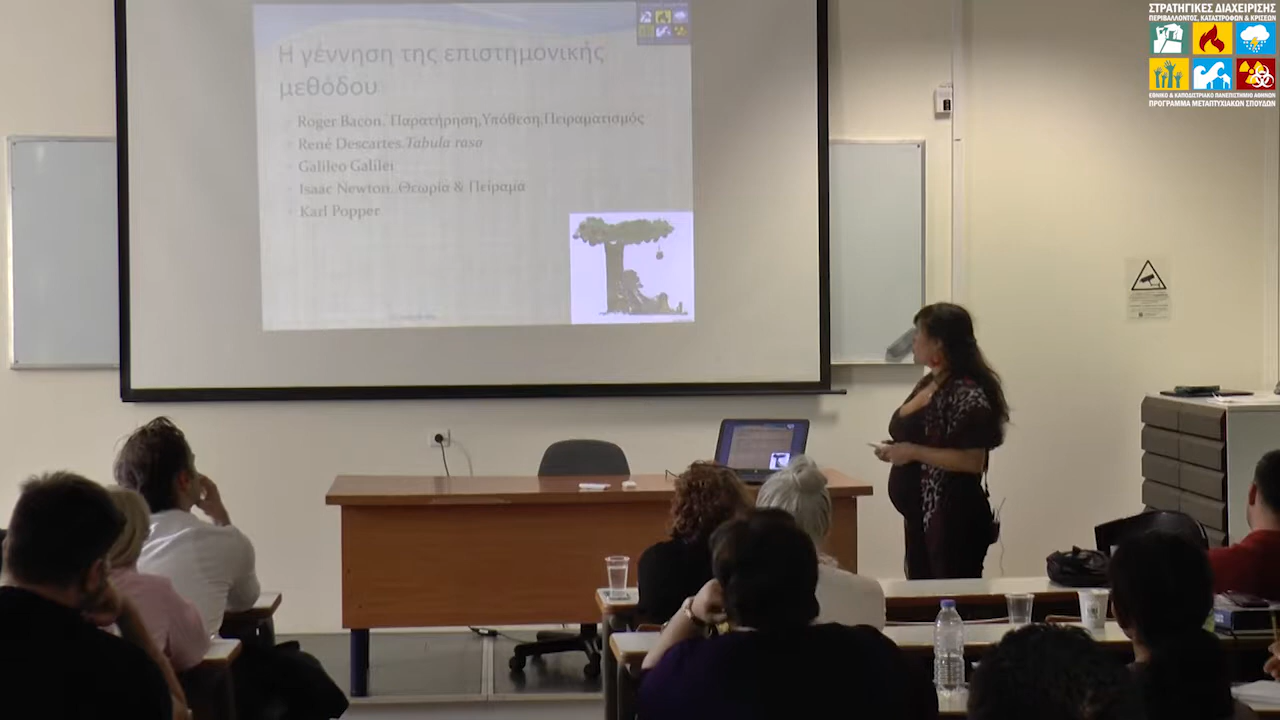 Η γέννηση της επιστημονικής
μεθόδου
Roger Bacon. Παρατήρηση,Υπόθεση,Πειραματισμός
René Descartes.Tabula rasa
Galileo Galilei
Isaac Newton. Θεωρία & Πείραμα
Karl Popper
ΣΤΡΑΤΗΓΙΚΕΣ ΔΙΑΧΕΙΡΙΣΗΣ
ΠΕΡΙΒΑΛΛΟΝΤΟΣ, ΚΑΤΑΣΤΡΟΦΩΝ & ΚΡΙΣΕΩΝ
ΕΘΝΙΚΟ & ΚΑΠΟΔΙΣΤΡΙΑΚΟ ΠΑΝΕΠΙΣΤΗΜΙΟ ΑΘΗΝΩΝ
ΠΡΟΓΡΑΜΜΑ ΜΕΤΑΠΤΥΧΙΑΚΩΝ ΣΠΟΥΔΩΝ